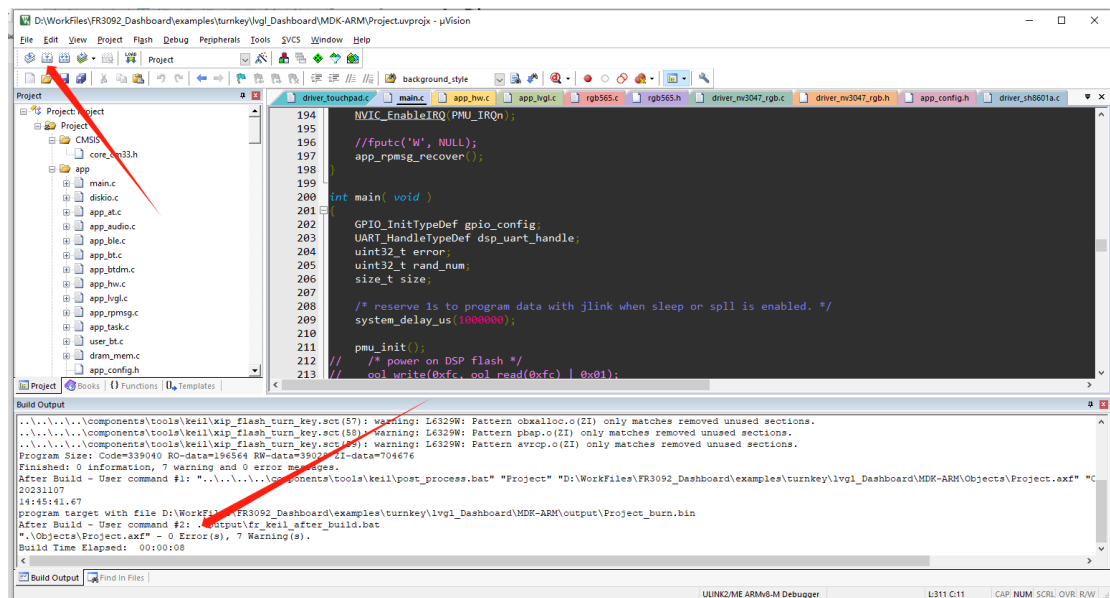 D:\WorkFiles\FR3092_Dashboard\examples\turnkey\lvgl_Dashboard\MDK-ARM\Project.uvprojx - µVision
File Edit View Project Flash Debug Peripherals Tools SVCS Window Help
LOAD Project
background_style
Project
driver_touchpad.c main.c app_hw.c app_lvgl.c rgb565.c rgb565.h driver_nv3047_rgb.c driver_nv3047_rgb.h app_config.h driver_sh8601a.c
Project: Project
Project
CMSIS
core_cm33.h
app
main.c
diskio.c
app_at.c
app_audio.c
app_ble.c
app_bt.c
app_btdm.c
app_hw.c
app_lvgl.c
app_rpmsg.c
app_task.c
user_bt.c
dram_mem.c
app_config.h
194 NVIC_EnableIRQ(PMU_IRQn);
195
196 //fputc('W', NULL);
197 app_rpmsg_recover();
198 }
199
200 int main( void )
201 {
202 GPIO_InitTypeDef gpio_config;
203 UART_HandleTypeDef dsp_uart_handle;
204 uint32_t error;
205 uint32_t rand_num;
206 size_t size;
207
208 /* reserve 1s to program data with jlink when sleep or spll is enabled. */
209 system_delay_us(1000000);
210
211 pmu_init();
212 // /* power on DSP flash */
213 // ool_write(0xfc, ool_read(0xfc) | 0x01);
Project Books {} Functions Templates
Build Output
..\..\..\..\components\tools\keil\xip_flash_turn_key.sct(57): warning: L6329W: Pattern obxalloc.o(ZI) only matches removed unused sections.
..\..\..\..\components\tools\keil\xip_flash_turn_key.sct(58): warning: L6329W: Pattern pbap.o(ZI) only matches removed unused sections.
..\..\..\..\components\tools\keil\xip_flash_turn_key.sct(59): warning: L6329W: Pattern avrcp.o(ZI) only matches removed unused sections.
Program Size: Code=339040 RO-data=196564 RW-data=39028 ZI-data=704676
Finished: 0 information, 7 warning and 0 error messages.
After Build - User command #1: "..\..\..\..\components\tools\keil\post_process.bat" "Project" "D:\WorkFiles\FR3092_Dashboard\examples\turnkey\lvgl_Dashboard\MDK-ARM\Objects\Project.axf" "C
20231107
14:45:41.67
program target with file D:\WorkFiles\FR3092_Dashboard\examples\turnkey\lvgl_Dashboard\MDK-ARM\output\Project_burn.bin
After Build - User command #2: output\fr_keil_after_build.bat
".\Objects\Project.axf" - 0 Error(s), 7 Warning(s).
Build Time Elapsed: 00:00:08
Build Output Find In Files
ULINK2/ME ARMv8-M Debugger L:311 C:11 CAP NUM SCRL OVR R/W